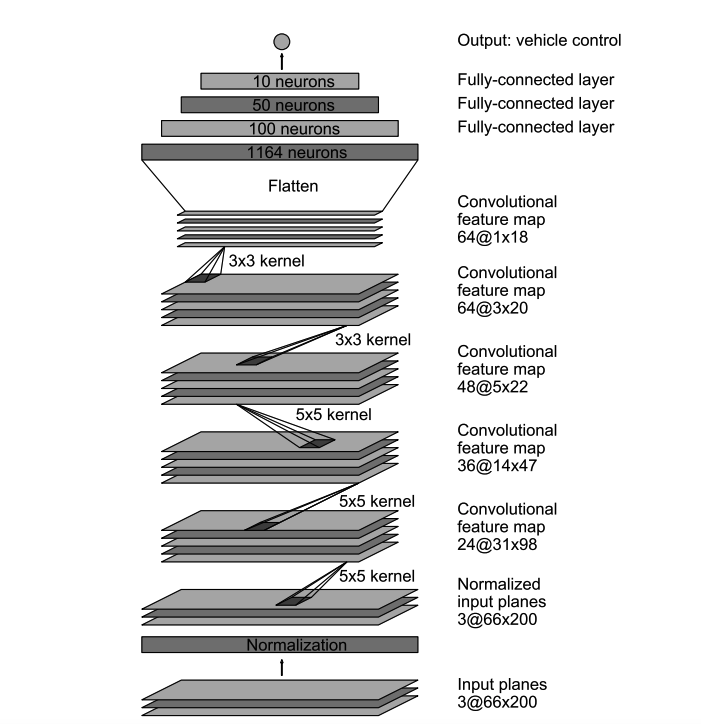 Output: vehicle control
10 neurons
Fully-connected layer
50 neurons
Fully-connected layer
100 neurons
Fully-connected layer
1164 neurons
Flatten
Convolutional
feature map
64@1x18
3x3 kernel
Convolutional
feature map
64@3x20
3x3 kernel
Convolutional
feature map
48@5x22
5x5 kernel
Convolutional
feature map
36@14x47
5x5 kernel
Convolutional
feature map
24@31x98
5x5 kernel
Normalized
input planes
3@66x200
Normalization
Input planes
3@66x200